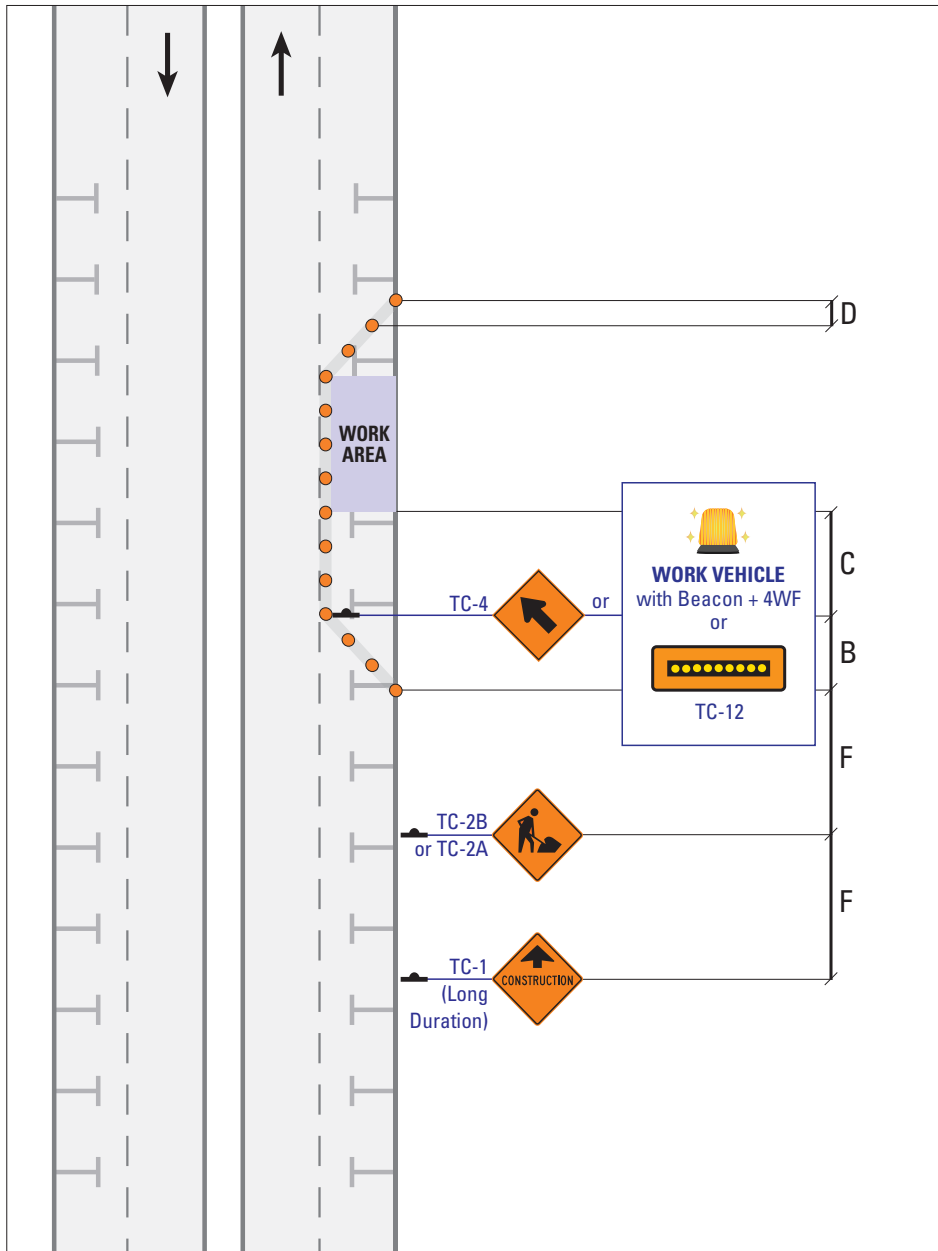 D
WORK
AREA
C
WORK VEHICLE
with Beacon + 4WF
or
TC-4
or
B
TC-12
F
TC-2B
or TC-2A
F
TC-1
(Long
Duration)
CONSTRUCTION